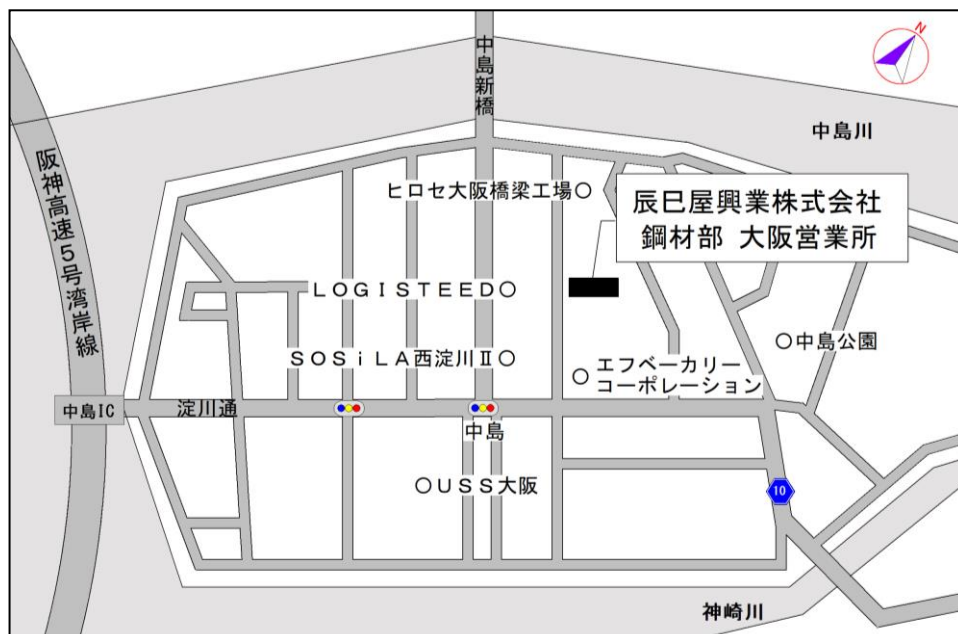 N
中島新橋
中島川
阪神高速5号湾岸線
ヒロセ大阪橋梁工場○
辰巳屋興業株式会社
鋼材部 大阪営業所
LOGISTEED○
SOSiLA西淀川Ⅱ○
○中島公園
○エフベーカリー
コーポレーション
中島IC
淀川通
中島
○USS大阪
10
神崎川